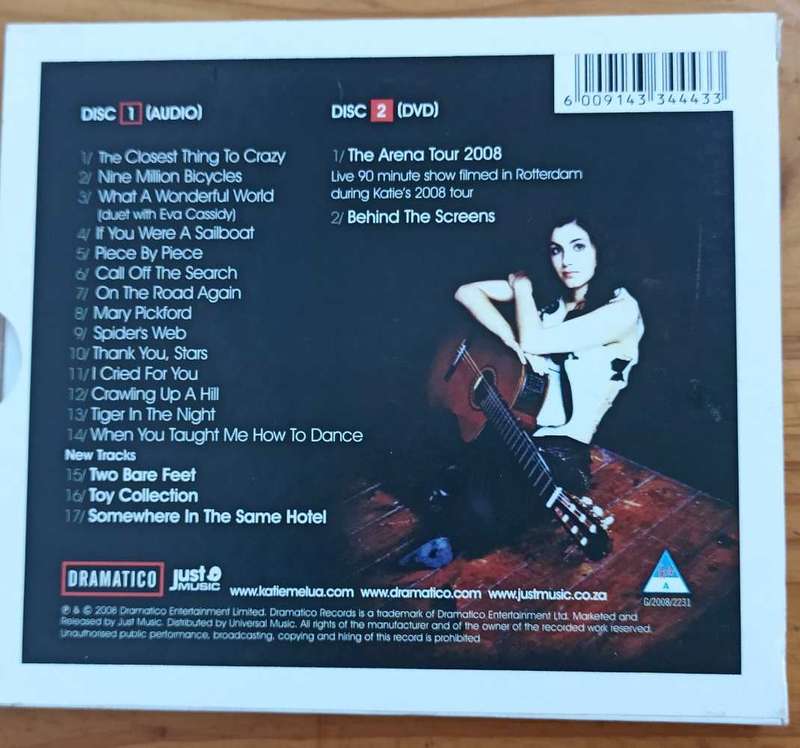 DISC 1 (AUDIO)
1/ The Closest Thing To Crazy
2/ Nine Million Bicycles
3/ What A Wonderful World
(duet with Eva Cassidy)
4/ If You Were A Sailboat
5/ Piece By Piece
6/ Call Off The Search
7/ On The Road Again
8/ Mary Pickford
9/ Spider's Web
10/ Thank You, Stars
11/ I Cried For You
12/ Crawling Up A Hill
13/ Tiger In The Night
14/ When You Taught Me How To Dance
New Tracks
15/ Two Bare Feet
16/ Toy Collection
17/ Somewhere In The Same Hotel
DISC 2 (DVD)
1/ The Arena Tour 2008
Live 90 minute show filmed in Rotterdam
during Katie's 2008 tour
2/ Behind The Screens
6 009143 344433
DRAMATICO
just MUSIC
www.katiemelua.com www.dramatico.com www.justmusic.co.za
A
G/2008/2231
℗ & © 2008 Dramatico Entertainment Limited. Dramatico Records is a trademark of Dramatico Entertainment Ltd. Marketed and
Released by Just Music. Distributed by Universal Music. All rights of the manufacturer and of the owner of the recorded work reserved.
Unauthorised public performance, broadcasting, copying and hiring of this record is prohibited